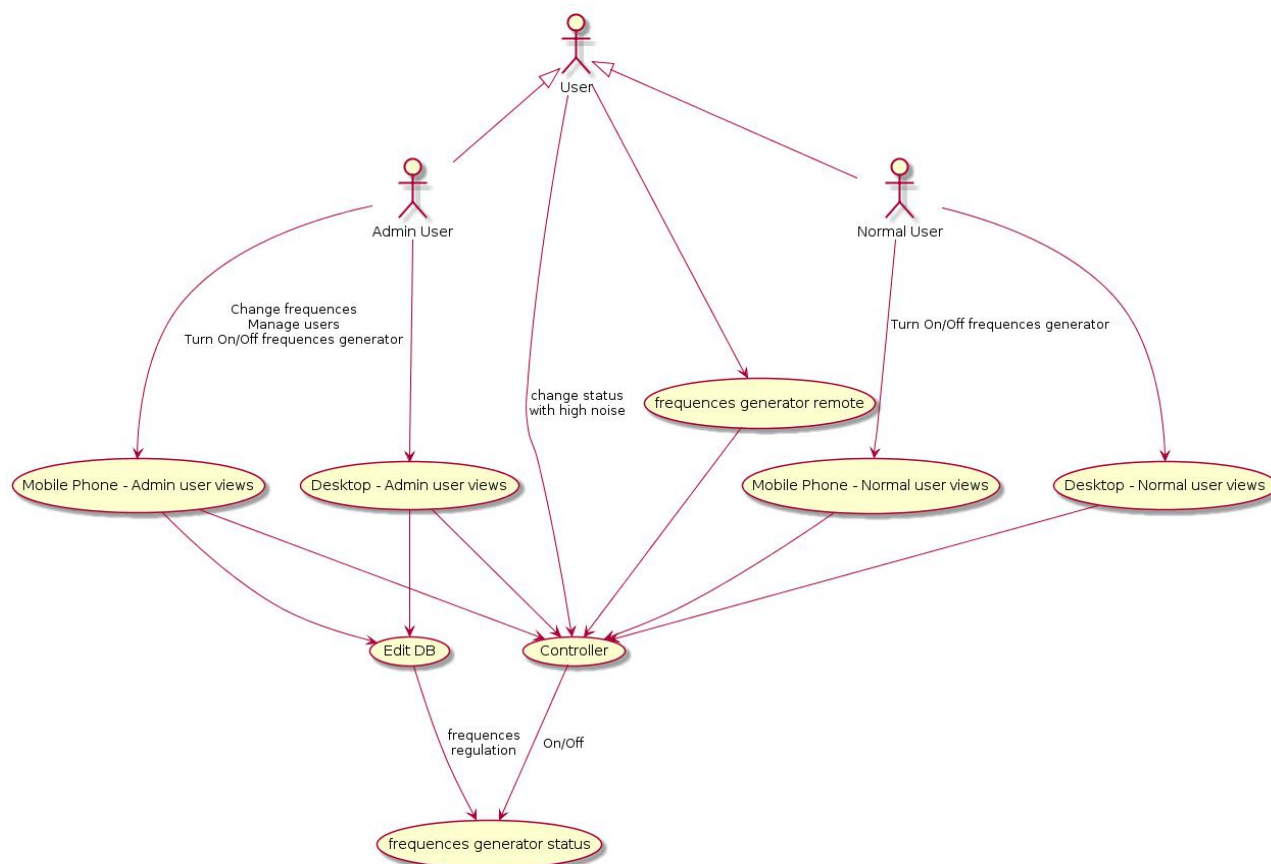 User
Admin User
Normal User
Change frequences
Manage users
Turn On/Off frequences generator
Turn On/Off frequences generator
change status
with high noise
frequences generator remote
Mobile Phone - Admin user views
Desktop - Admin user views
Mobile Phone - Normal user views
Desktop - Normal user views
Edit DB
Controller
frequences
regulation
On/Off
frequences generator status